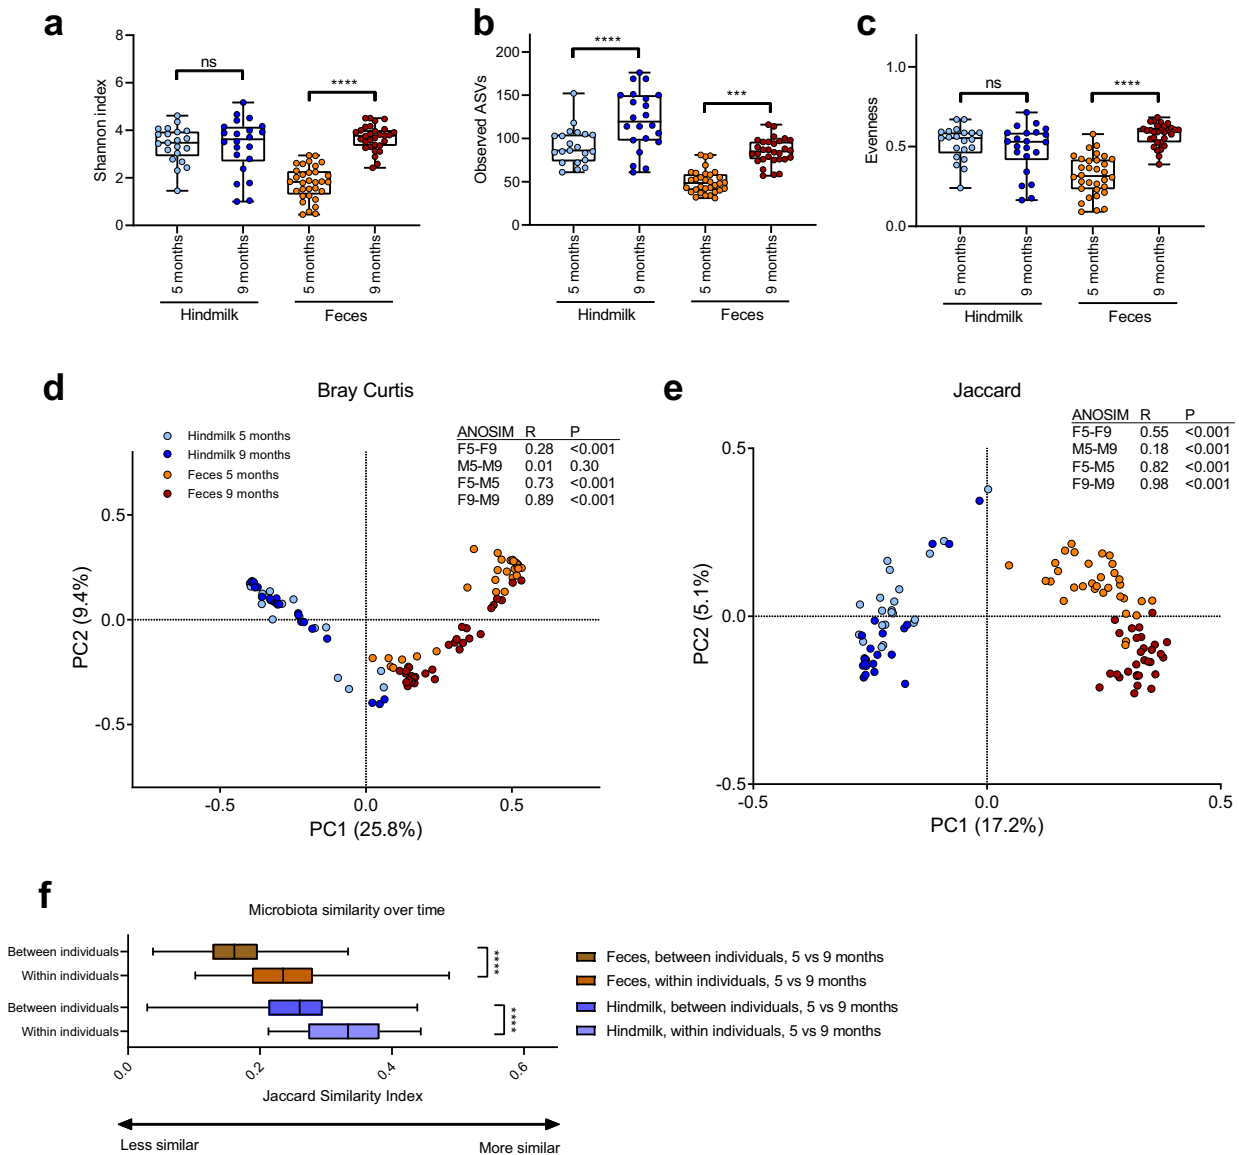 a
8
6
4
2
0
Shannon index
ns
****
5 months
9 months
5 months
9 months
Hindmilk
Feces
b
200
150
100
50
0
Observed ASVs
****
***
5 months
9 months
5 months
9 months
Hindmilk
Feces
c
1.0
0.5
0.0
Evenness
ns
****
5 months
9 months
5 months
9 months
Hindmilk
Feces
d
Bray Curtis
Hindmilk 5 months
Hindmilk 9 months
Feces 5 months
Feces 9 months
ANOSIM R P
F5-F9 0.28 <0.001
M5-M9 0.01 0.30
F5-M5 0.73 <0.001
F9-M9 0.89 <0.001
0.5
0.0
-0.5
PC2 (9.4%)
-0.5 0.0 0.5
PC1 (25.8%)
e
Jaccard
ANOSIM R P
F5-F9 0.55 <0.001
M5-M9 0.18 <0.001
F5-M5 0.82 <0.001
F9-M9 0.98 <0.001
0.5
0.0
-0.5
PC2 (5.1%)
-0.5 0.0 0.5
PC1 (17.2%)
f
Microbiota similarity over time
Between individuals
Within individuals
Between individuals
Within individuals
****
****
0.0 0.2 0.4 0.6
Jaccard Similarity Index
Less similar
More similar
Feces, between individuals, 5 vs 9 months
Feces, within individuals, 5 vs 9 months
Hindmilk, between individuals, 5 vs 9 months
Hindmilk, within individuals, 5 vs 9 months